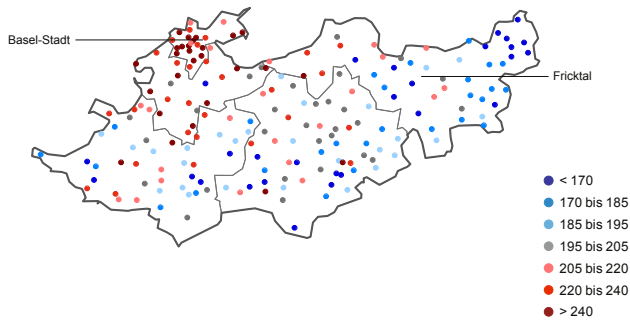 Basel-Stadt
Fricktal
< 170
170 bis 185
185 bis 195
195 bis 205
205 bis 220
220 bis 240
> 240